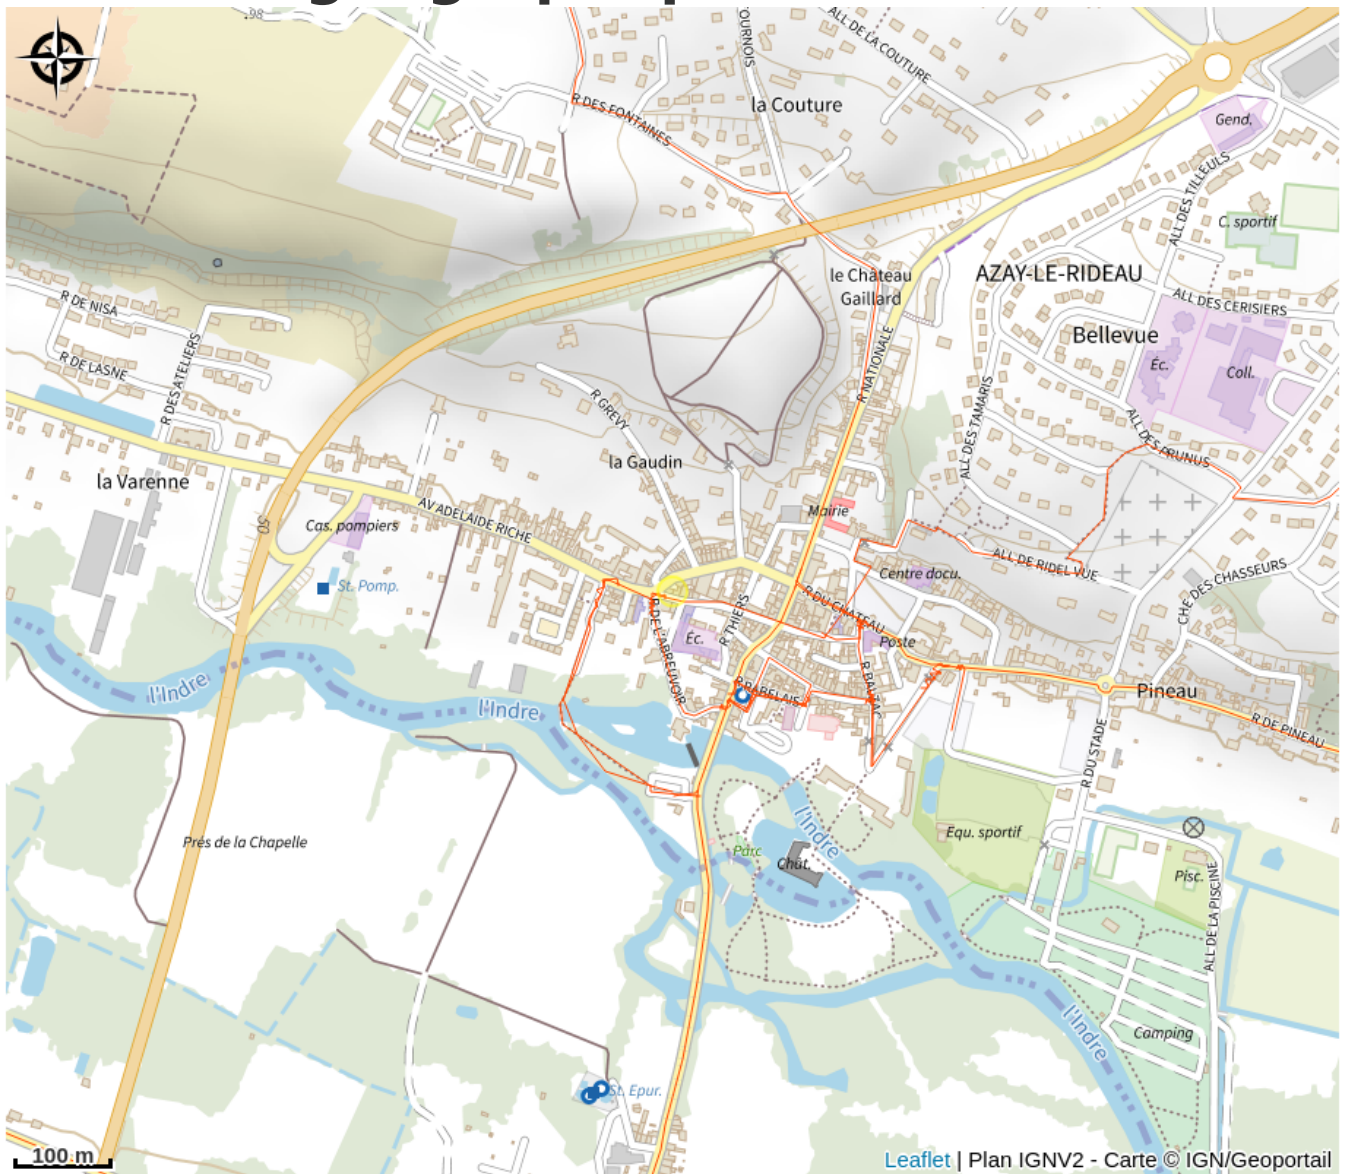 98
OURNOIS
ALL DE LA COUTURE
la Couture
R DES FONTAINES
Gend.
ALL DES TILLEULS
C. sportif
le Château
Gaillard
AZAY-LE-RIDEAU
R DE NISA
ALL DES CERISIERS
Bellevue
R NATIONALE
R DE LASNE
R DES ATELIERS
Éc.
Coll.
R GREVY
ALL DES TAMARIS
ALL DES PRUNUS
la Gaudin
la Varenne
AV ADELAIDE RICHE
Mairie
50
Cas. pompiers
ALL DE RIDEL VUE
Centre docu.
St. Pomp.
CHE DES CHASSEURS
R DU CHATEAU
R DE L'ABREUVOIR
R THIERS
Éc.
Poste
l'Indre
R RABELAIS
R BALZAC
Pineau
l'Indre
R DE PINEAU
R DU STADE
l'Indre
Equ. sportif
Prés de la Chapelle
Parc
Chât.
Pisc.
ALL DE LA PISCINE
l'Indre
Camping
St. Epur.
100 m
Leaflet | Plan IGNV2 - Carte © IGN/Geoportail